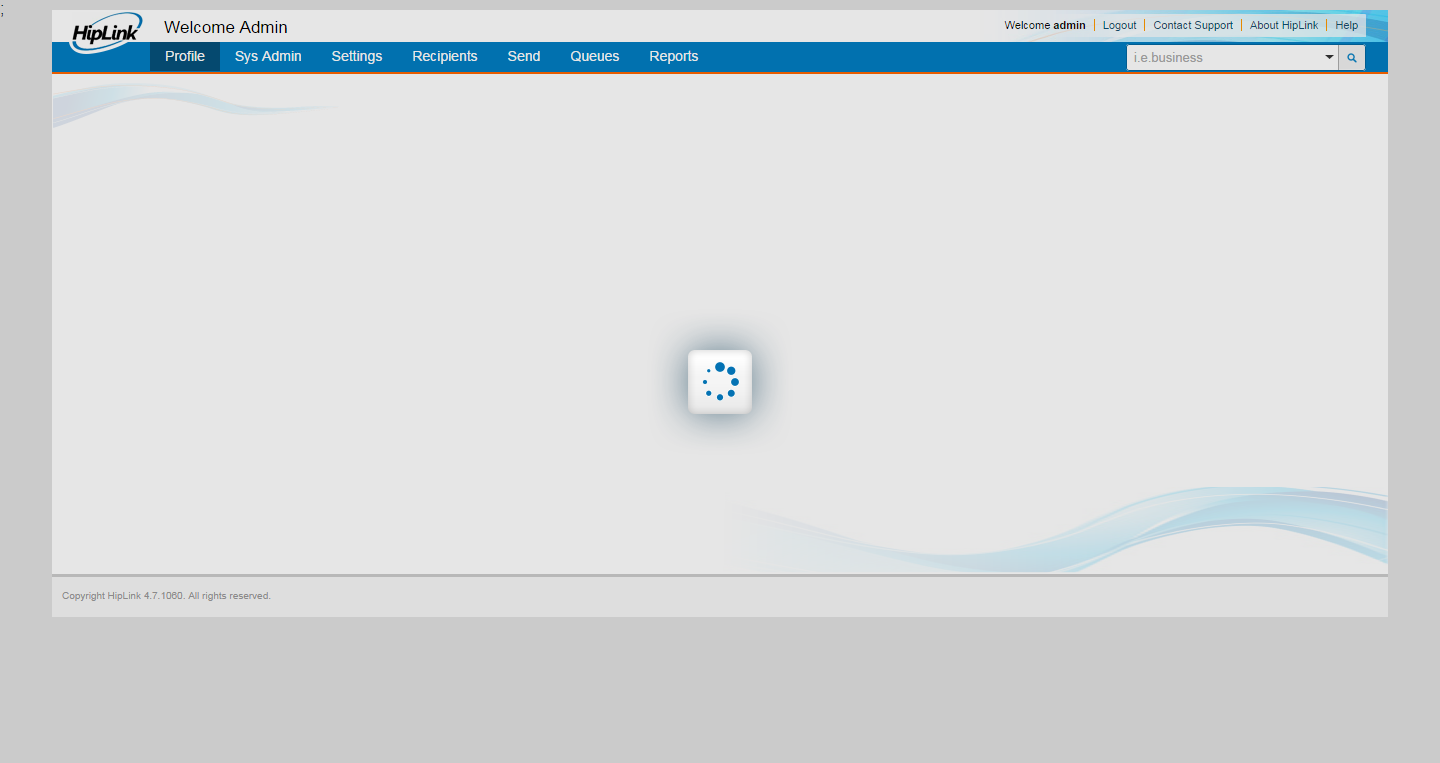 ;
HipLink
Welcome Admin
Welcome admin Logout Contact Support About HipLink Help
Profile Sys Admin Settings Recipients Send Queues Reports
i.e.business
Copyright HipLink 4.7.1060. All rights reserved.